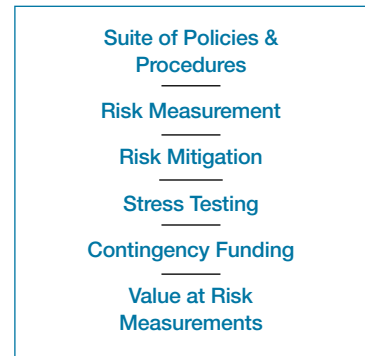 Suite of Policies &
Procedures
Risk Measurement
Risk Mitigation
Stress Testing
Contingency Funding
Value at Risk
Measurements